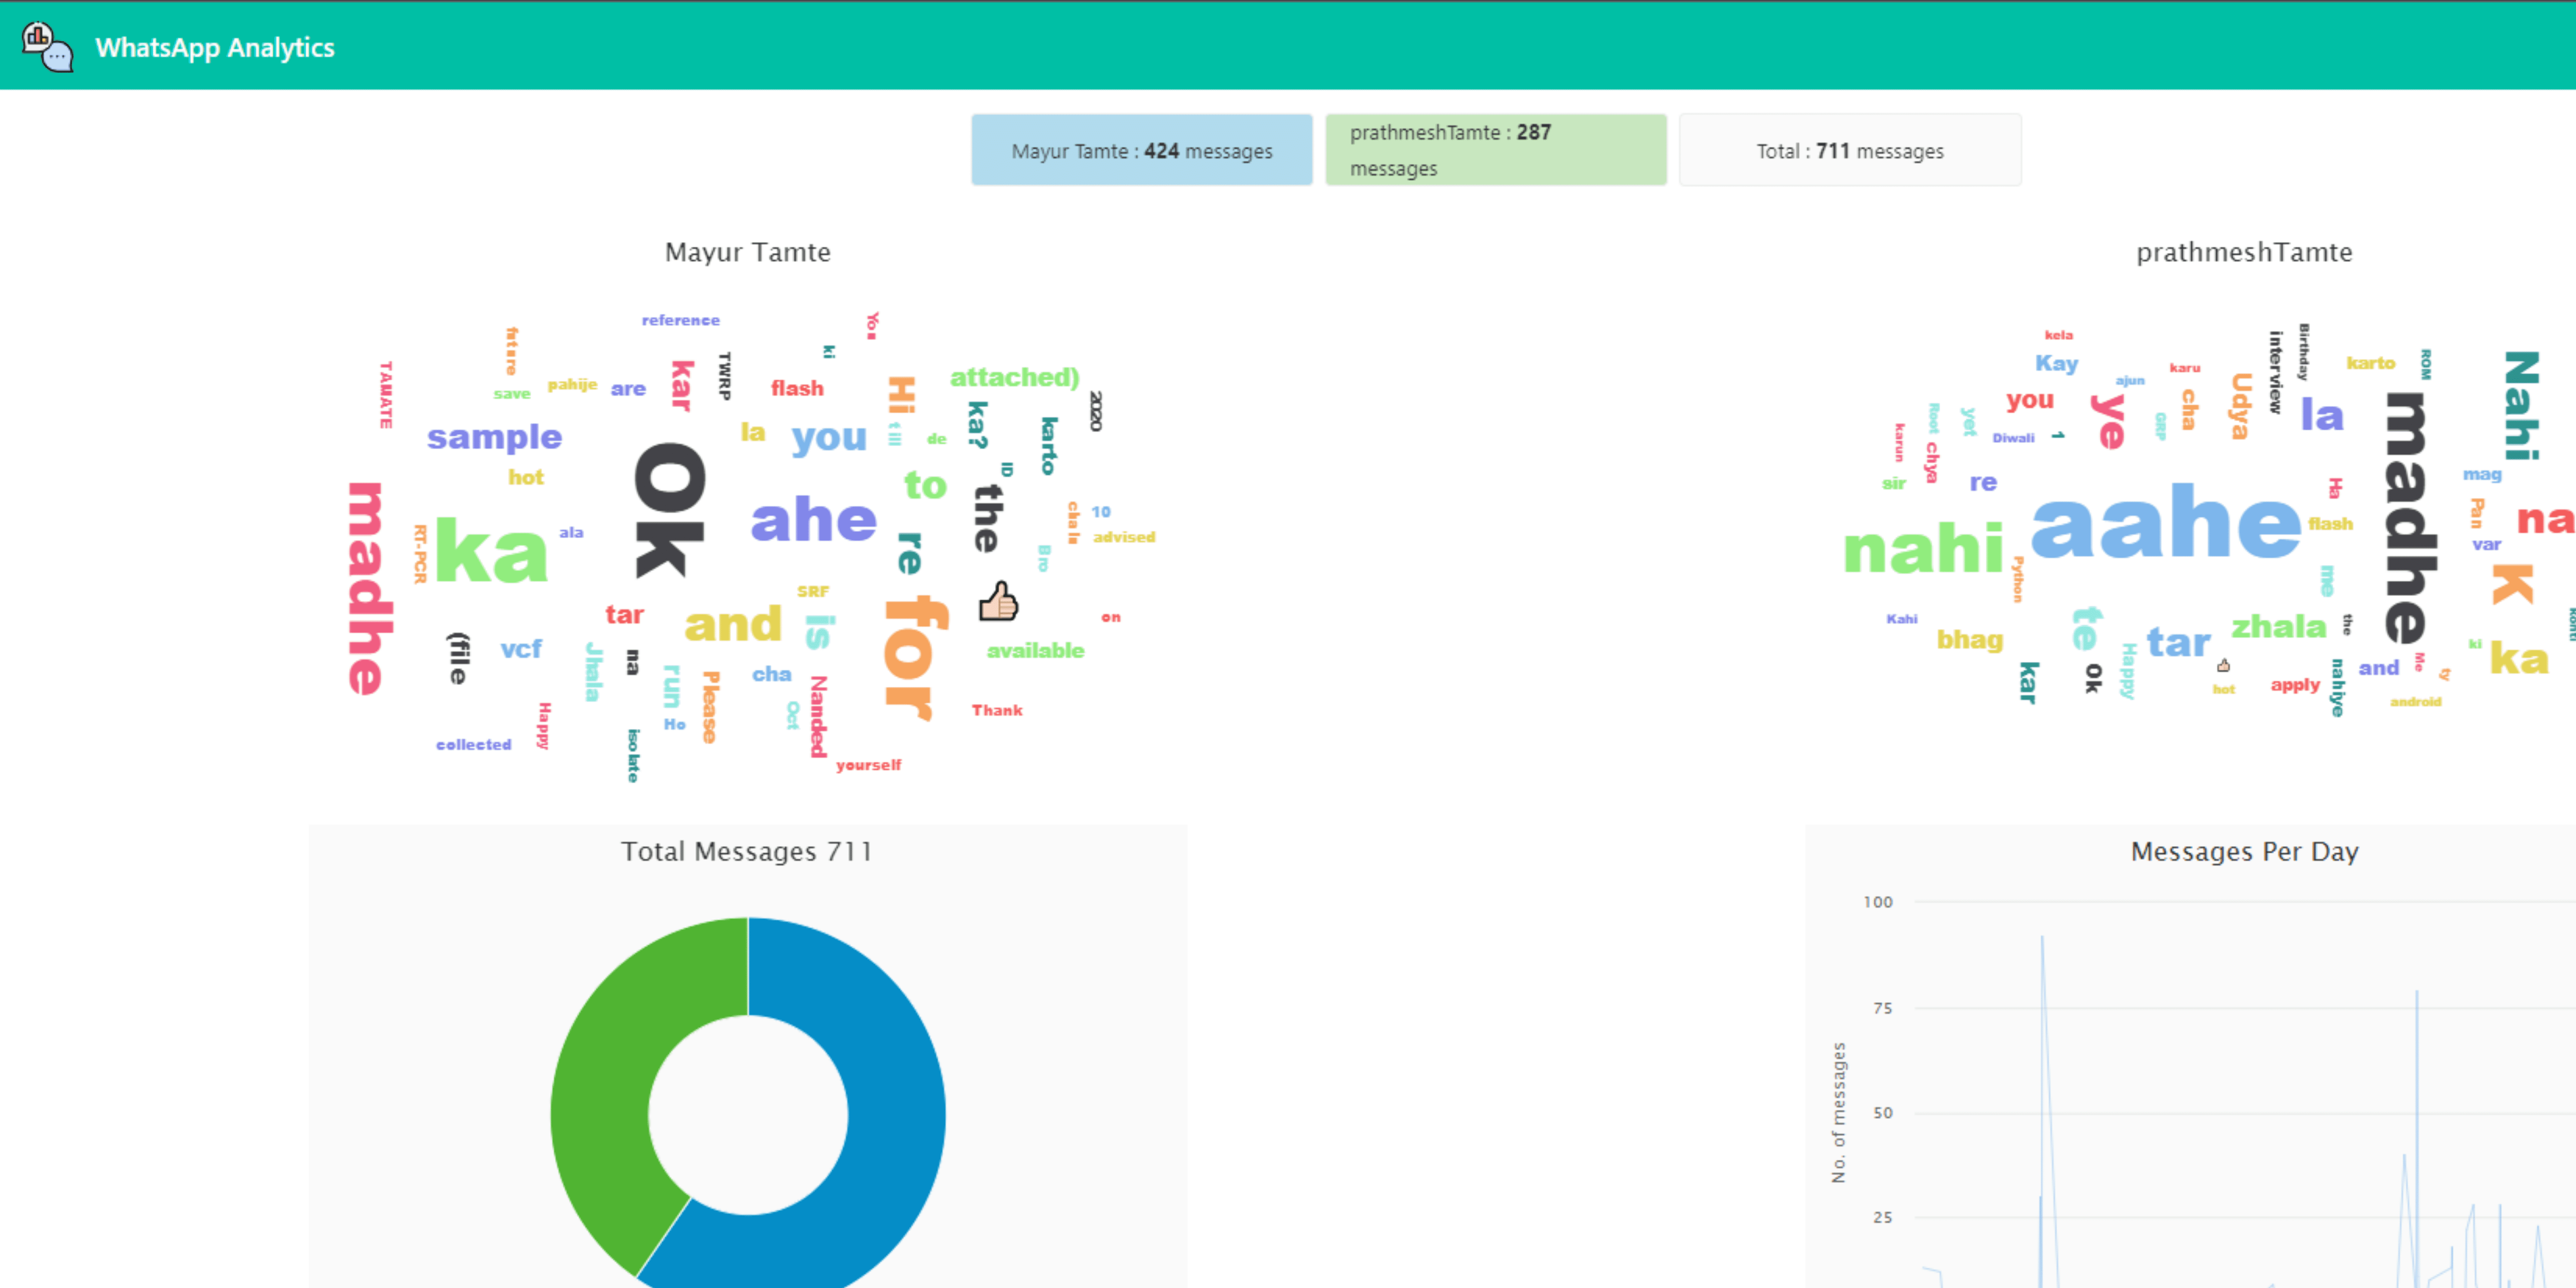 WhatsApp Analytics
Mayur Tamte : 424 messages
prathmeshTamte : 287
messages
Total : 711 messages
Mayur Tamte
reference
You
future
ki
TAMATE
save
pahije
are
kar
TWRP
flash
Hi
attached)
2020
sample
la
you
till
de
ka?
karto
hot
Ok
to
ID
madhe
ahe
the
RT-PCR
ka
ala
re
chale
10
advised
Bro
SRF
tar
and
is
for
👍
on
(file
vcf
Jhala
na
run
Please
cha
available
Happy
Ho
Oct
Nanded
Thank
collected
isolate
yourself
prathmeshTamte
kela
Kay
ajun
karu
interview
Birthday
karto
ROM
Nahi
you
ye
cha
Udya
la
madhe
Root
yet
GRP
karun
chya
Diwali
1
mag
sir
re
Ha
flash
Pan
na
aahe
nahi
var
Python
me
K
Kahi
bhag
te
tar
zhala
the
ki
ka
kar
Ok
Happy
👍
hot
apply
nahiye
and
Me
ty
android
Total Messages 711
Messages Per Day
No. of messages
100
75
50
25